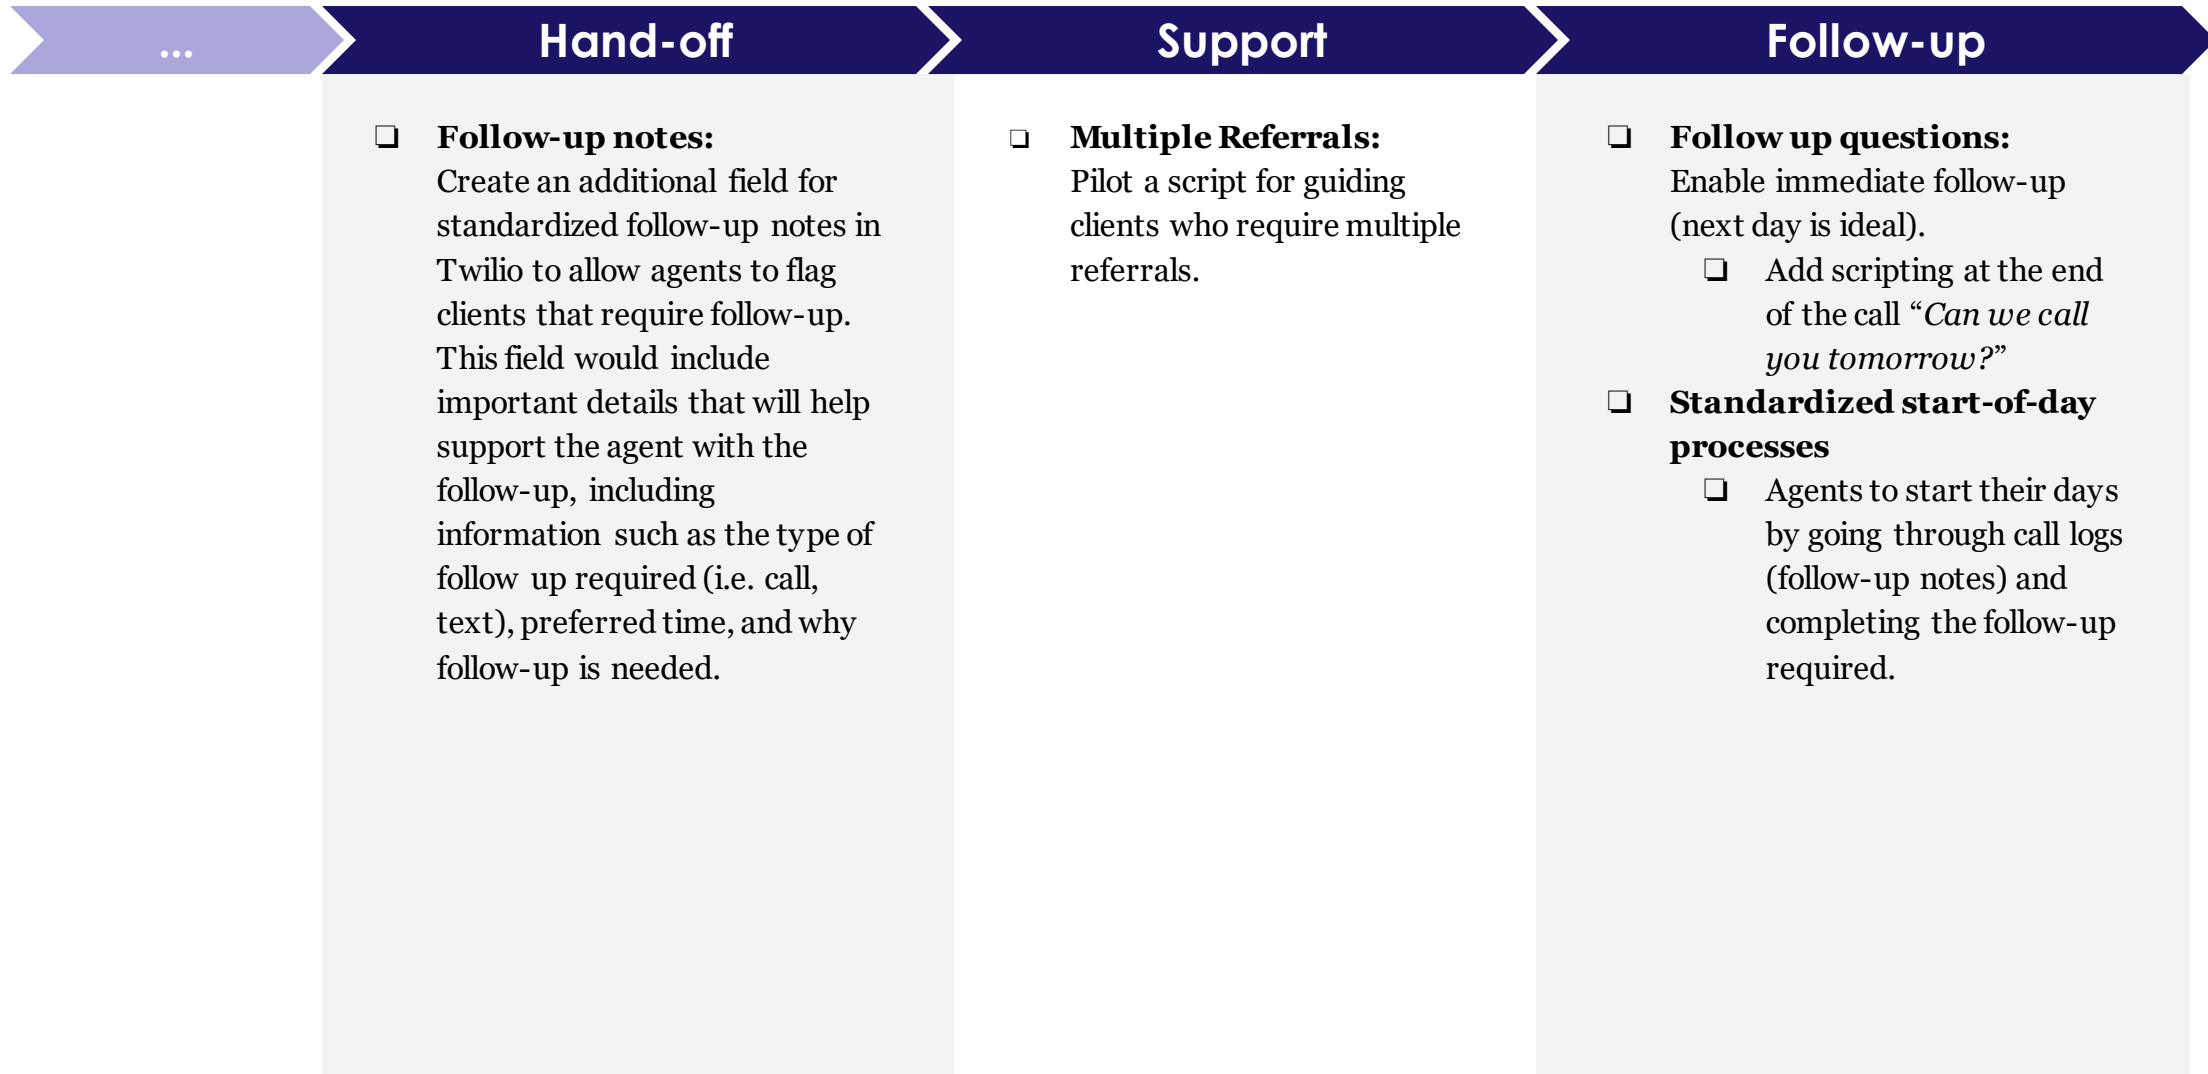 ...
Hand-off
Support
Follow-up
❏ Follow-up notes:
Create an additional field for
standardized follow-up notes in
Twilio to allow agents to flag
clients that require follow-up.
This field would include
important details that will help
support the agent with the
follow-up, including
information such as the type of
follow up required (i.e. call,
text), preferred time, and why
follow-up is needed.
❏ Multiple Referrals:
Pilot a script for guiding
clients who require multiple
referrals.
❏ Follow up questions:
Enable immediate follow-up
(next day is ideal).
❏ Add scripting at the end
of the call “Can we call
you tomorrow?”
❏ Standardized start-of-day
processes
❏ Agents to start their days
by going through call logs
(follow-up notes) and
completing the follow-up
required.